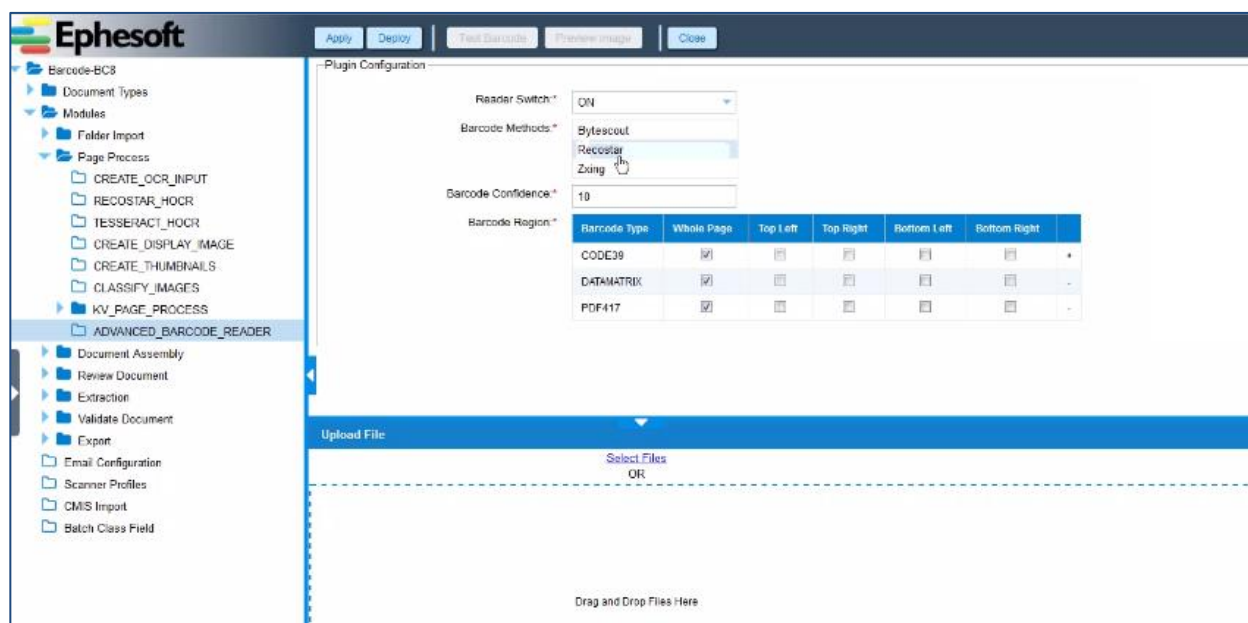 Ephesoft
Apply Deploy Test Barcode Preview Image Close
Barcode-BC8
Document Types
Modules
Folder Import
Page Process
CREATE_OCR_INPUT
RECOSTAR_HOCR
TESSERACT_HOCR
CREATE_DISPLAY_IMAGE
CREATE_THUMBNAILS
CLASSIFY_IMAGES
KV_PAGE_PROCESS
ADVANCED_BARCODE_READER
Document Assembly
Review Document
Extraction
Validate Document
Export
Email Configuration
Scanner Profiles
CMIS Import
Batch Class Field
Plugin Configuration
Reader Switch:* ON
Barcode Methods:* Bytescout
Recostar
Zxing
Barcode Confidence:* 10
Barcode Region:*
Barcode Type Whole Page Top Left Top Right Bottom Left Bottom Right
CODE39 +
DATAMATRIX -
PDF417 -
Upload File
Select Files
OR
Drag and Drop Files Here